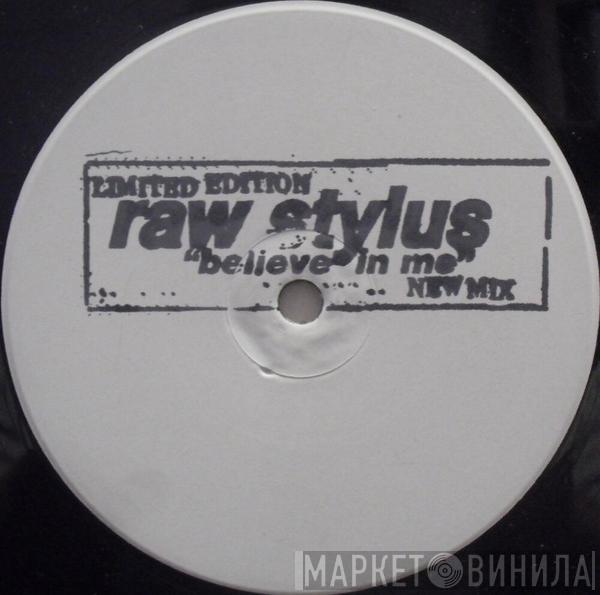 LIMITED EDITION
raw stylus
"believe in me"
NEW MIX
МАРКЕТ ВИНИЛА